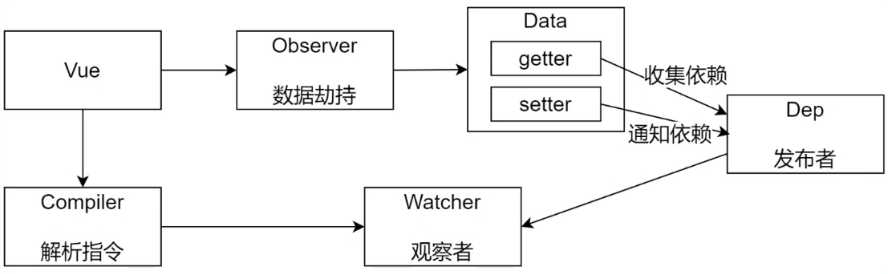 Vue
Observer
数据劫持
Data
getter
setter
收集依赖
通知依赖
Dep
发布者
Compiler
解析指令
Watcher
观察者